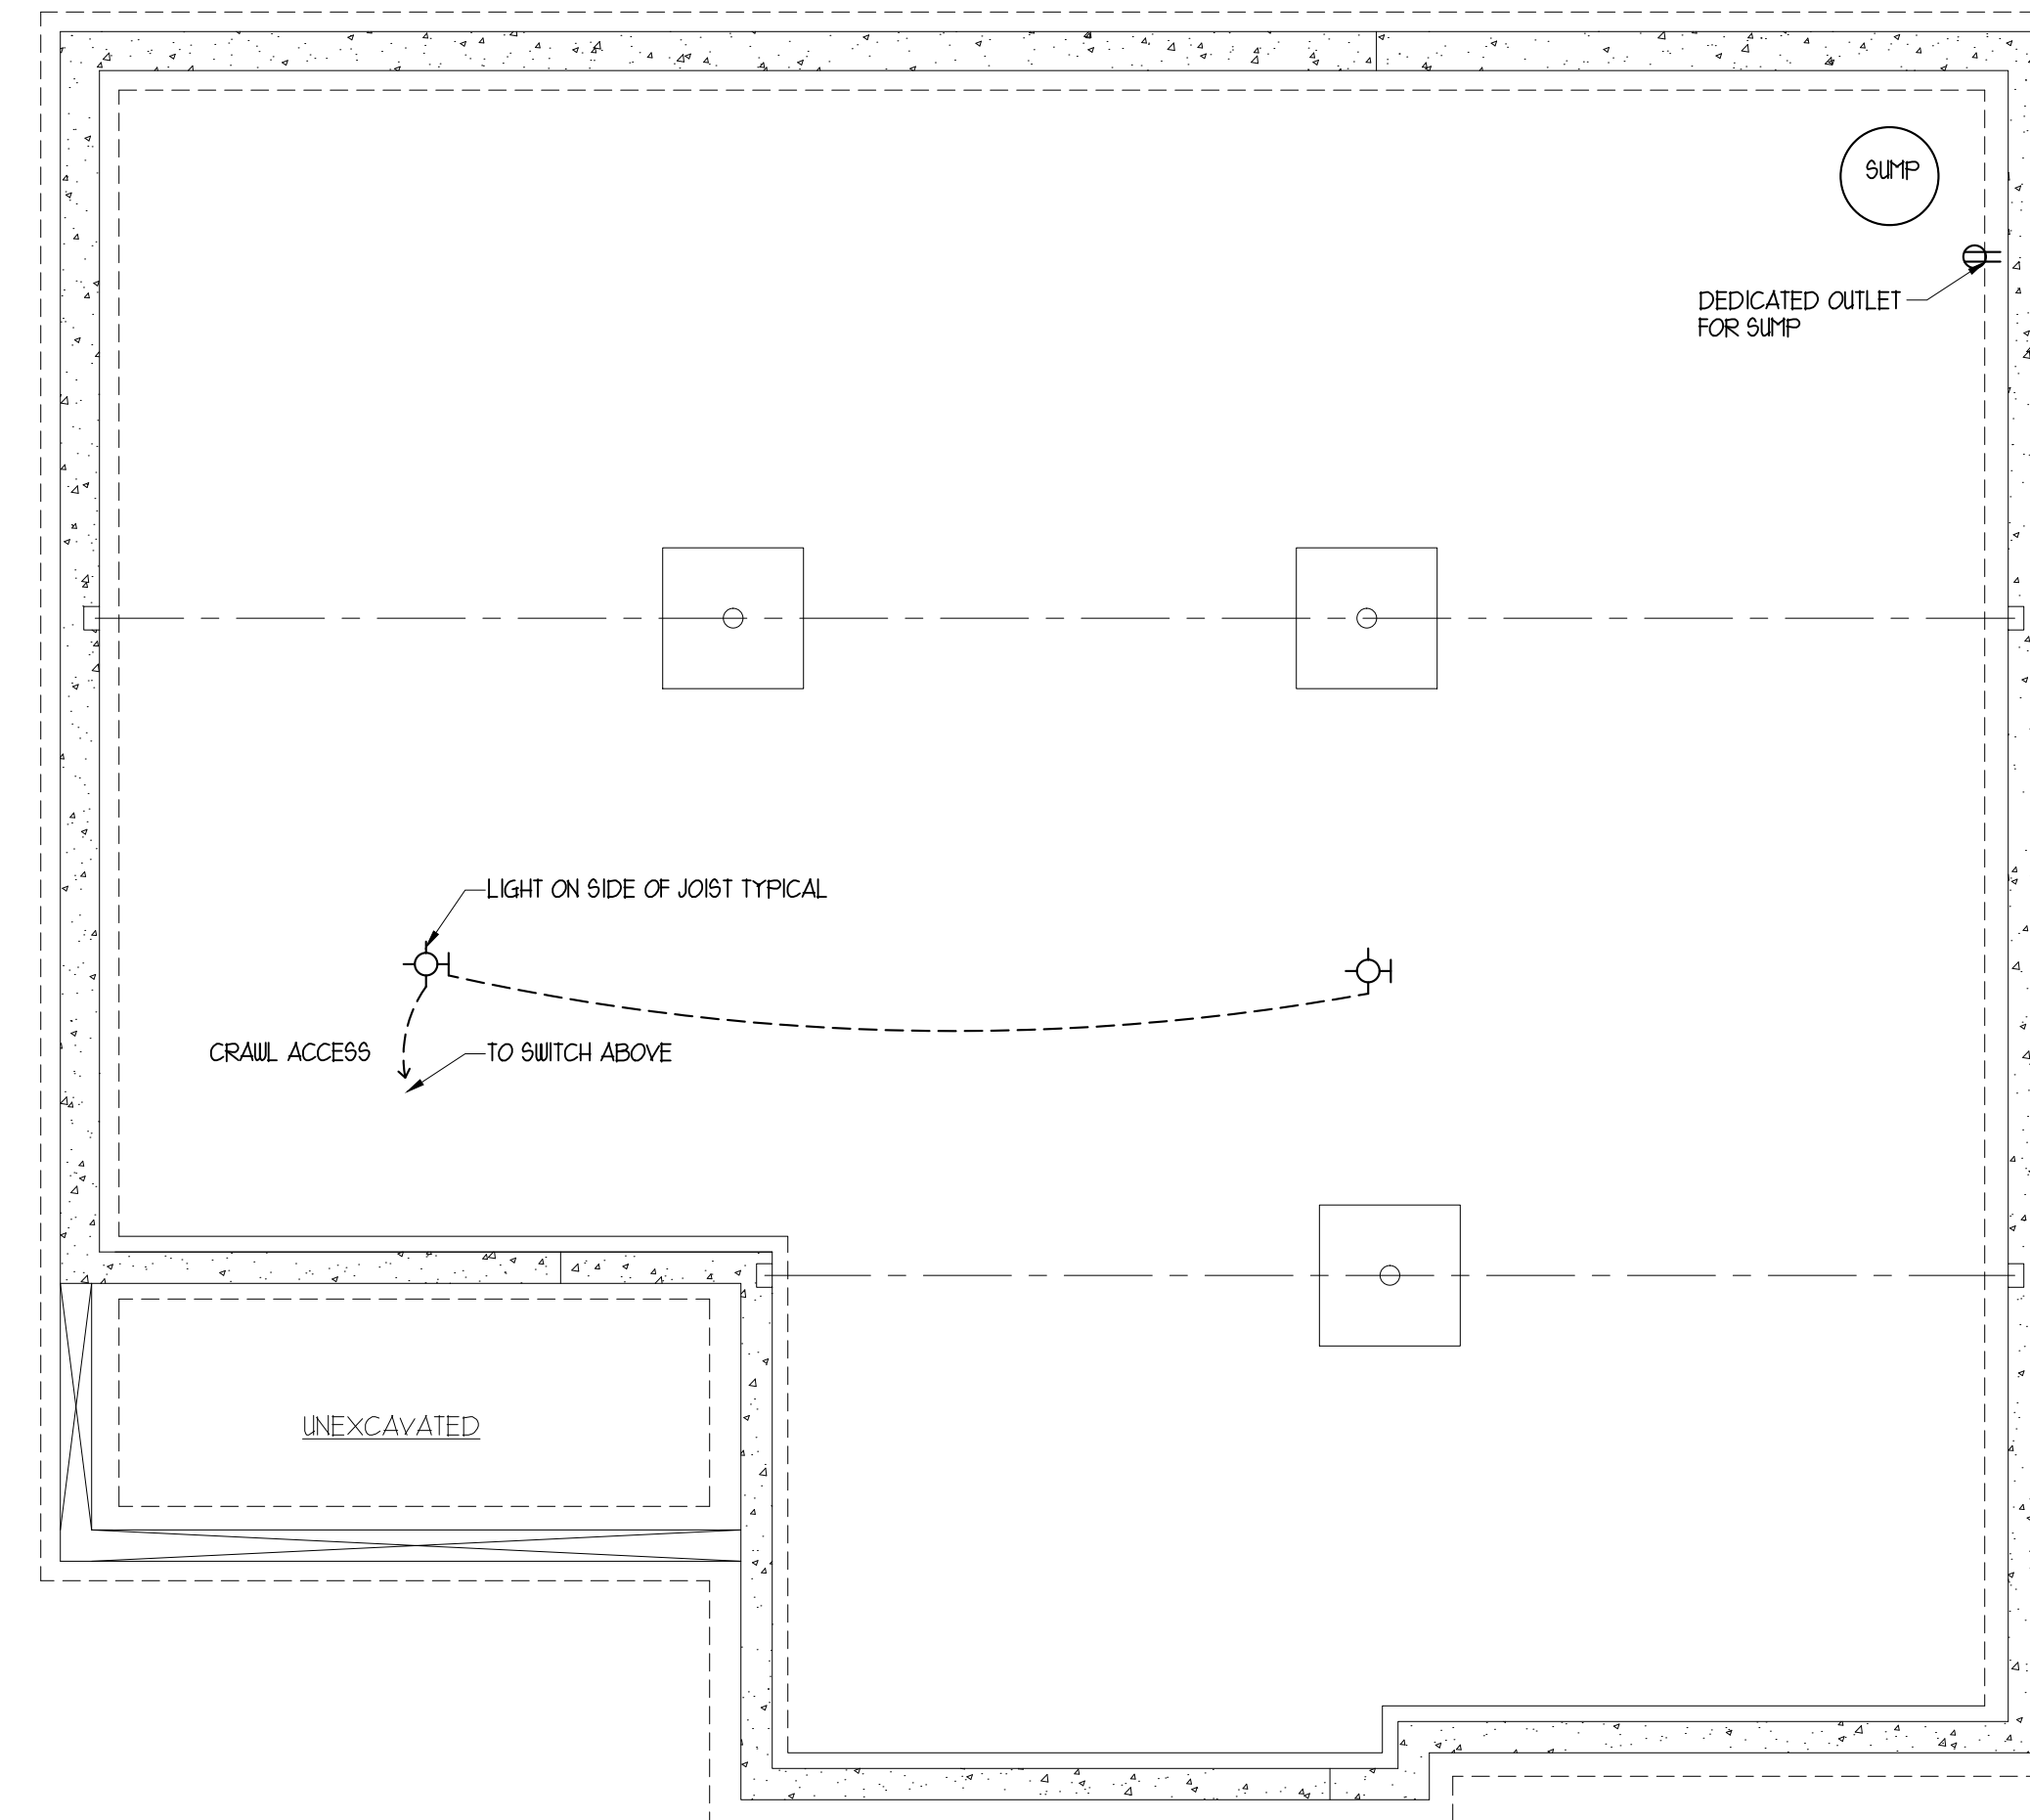 SUMP
DEDICATED OUTLET
FOR SUMP
LIGHT ON SIDE OF JOIST TYPICAL
CRAWL ACCESS
TO SWITCH ABOVE
UNEXCAVATED